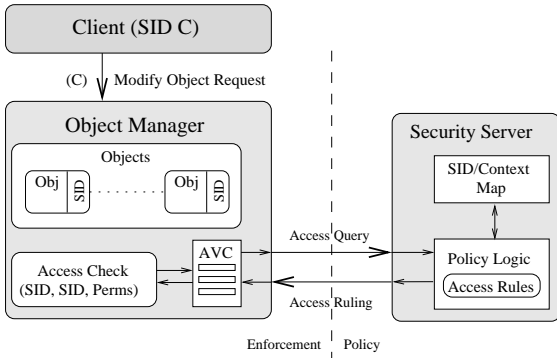 Client (SID C)
(C) Modify Object Request
Object Manager
Objects
Obj SID
Obj SID
Access Check
(SID, SID, Perms)
AVC
Access Query
Access Ruling
Enforcement Policy
Security Server
SID/Context
Map
Policy Logic
Access Rules